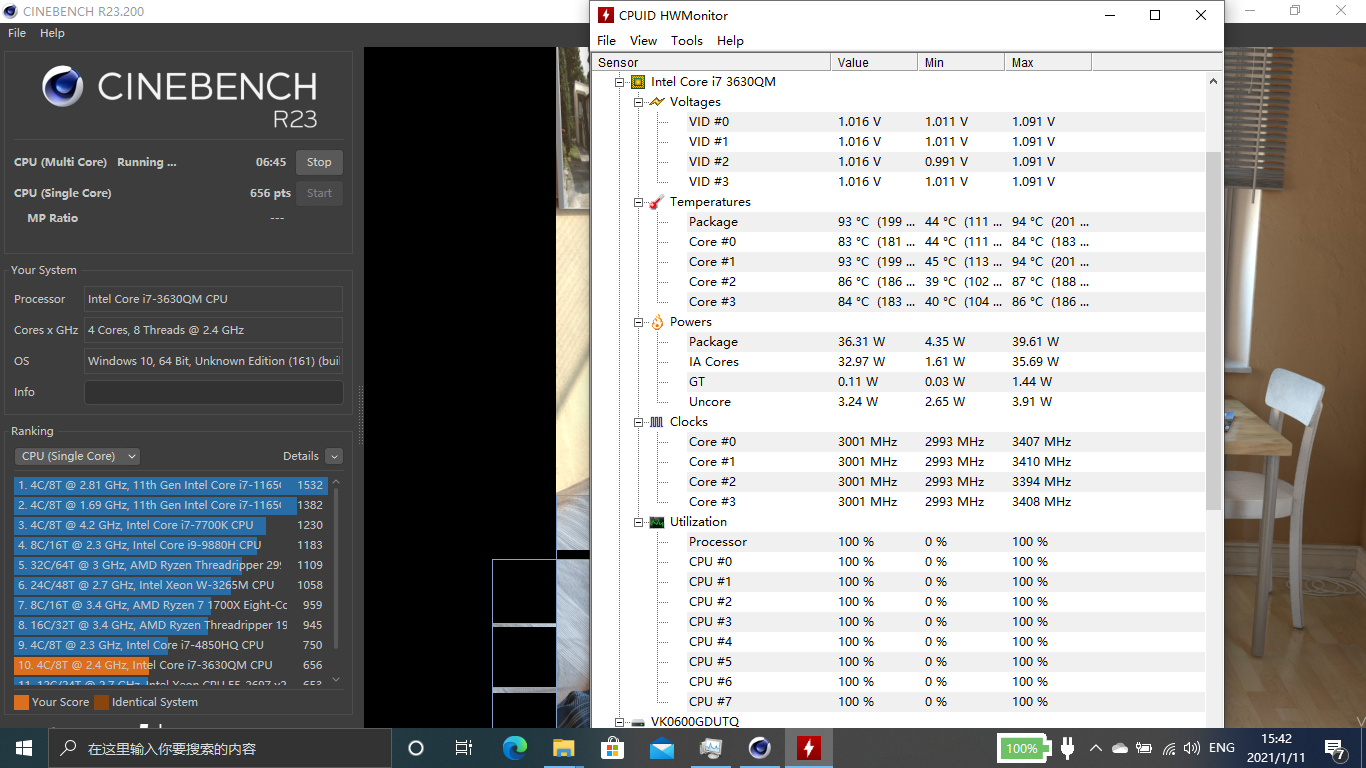 CINEBENCH R23.200
File Help
CINEBENCH
R23
CPU (Multi Core) Running ... 06:45 Stop
CPU (Single Core) 656 pts Start
MP Ratio ---
Your System
Processor Intel Core i7-3630QM CPU
Cores x GHz 4 Cores, 8 Threads @ 2.4 GHz
OS Windows 10, 64 Bit, Unknown Edition (161) (bui
Info
Ranking
CPU (Single Core) Details
1. 4C/8T @ 2.81 GHz, 11th Gen Intel Core i7-1165 1532
2. 4C/8T @ 1.69 GHz, 11th Gen Intel Core i7-1165 1382
3. 4C/8T @ 4.2 GHz, Intel Core i7-7700K CPU 1230
4. 8C/16T @ 2.3 GHz, Intel Core i9-9880H CPU 1183
5. 32C/64T @ 3 GHz, AMD Ryzen Threadripper 29 1109
6. 24C/48T @ 2.7 GHz, Intel Xeon W-3265M CPU 1058
7. 8C/16T @ 3.4 GHz, AMD Ryzen 7 1700X Eight-Co 959
8. 16C/32T @ 3.4 GHz, AMD Ryzen Threadripper 19 945
9. 4C/8T @ 2.3 GHz, Intel Core i7-4850HQ CPU 750
10. 4C/8T @ 2.4 GHz, Intel Core i7-3630QM CPU 656
11. 12C/24T @ 2.7 GHz, Intel Xeon CPU E5-2697 v2 653
Your Score Identical System
CPUID HWMonitor
File View Tools Help
Sensor Value Min Max
Intel Core i7 3630QM
Voltages
VID #0 1.016 V 1.011 V 1.091 V
VID #1 1.016 V 1.011 V 1.091 V
VID #2 1.016 V 0.991 V 1.091 V
VID #3 1.016 V 1.011 V 1.091 V
Temperatures
Package 93 °C (199 ... 44 °C (111 ... 94 °C (201 ...
Core #0 83 °C (181 ... 44 °C (111 ... 84 °C (183 ...
Core #1 93 °C (199 ... 45 °C (113 ... 94 °C (201 ...
Core #2 86 °C (186 ... 39 °C (102 ... 87 °C (188 ...
Core #3 84 °C (183 ... 40 °C (104 ... 86 °C (186 ...
Powers
Package 36.31 W 4.35 W 39.61 W
IA Cores 32.97 W 1.61 W 35.69 W
GT 0.11 W 0.03 W 1.44 W
Uncore 3.24 W 2.65 W 3.91 W
Clocks
Core #0 3001 MHz 2993 MHz 3407 MHz
Core #1 3001 MHz 2993 MHz 3410 MHz
Core #2 3001 MHz 2993 MHz 3394 MHz
Core #3 3001 MHz 2993 MHz 3408 MHz
Utilization
Processor 100 % 0 % 100 %
CPU #0 100 % 0 % 100 %
CPU #1 100 % 0 % 100 %
CPU #2 100 % 0 % 100 %
CPU #3 100 % 0 % 100 %
CPU #4 100 % 0 % 100 %
CPU #5 100 % 0 % 100 %
CPU #6 100 % 0 % 100 %
CPU #7 100 % 0 % 100 %
VK0600GDUTQ
在这里输入你要搜索的内容
100%
ENG
15:42
2021/1/11
7